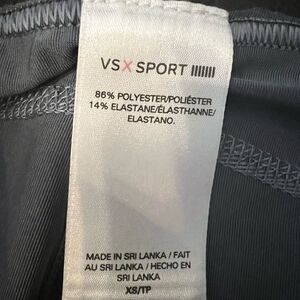 VSX SPORT
86% POLYESTER/POLIÉSTER
14% ELASTANE/ÉLASTHANNE/
ELASTANO.
MADE IN SRI LANKA / FAIT
AU SRI LANKA / HECHO EN
SRI LANKA
XS/TP